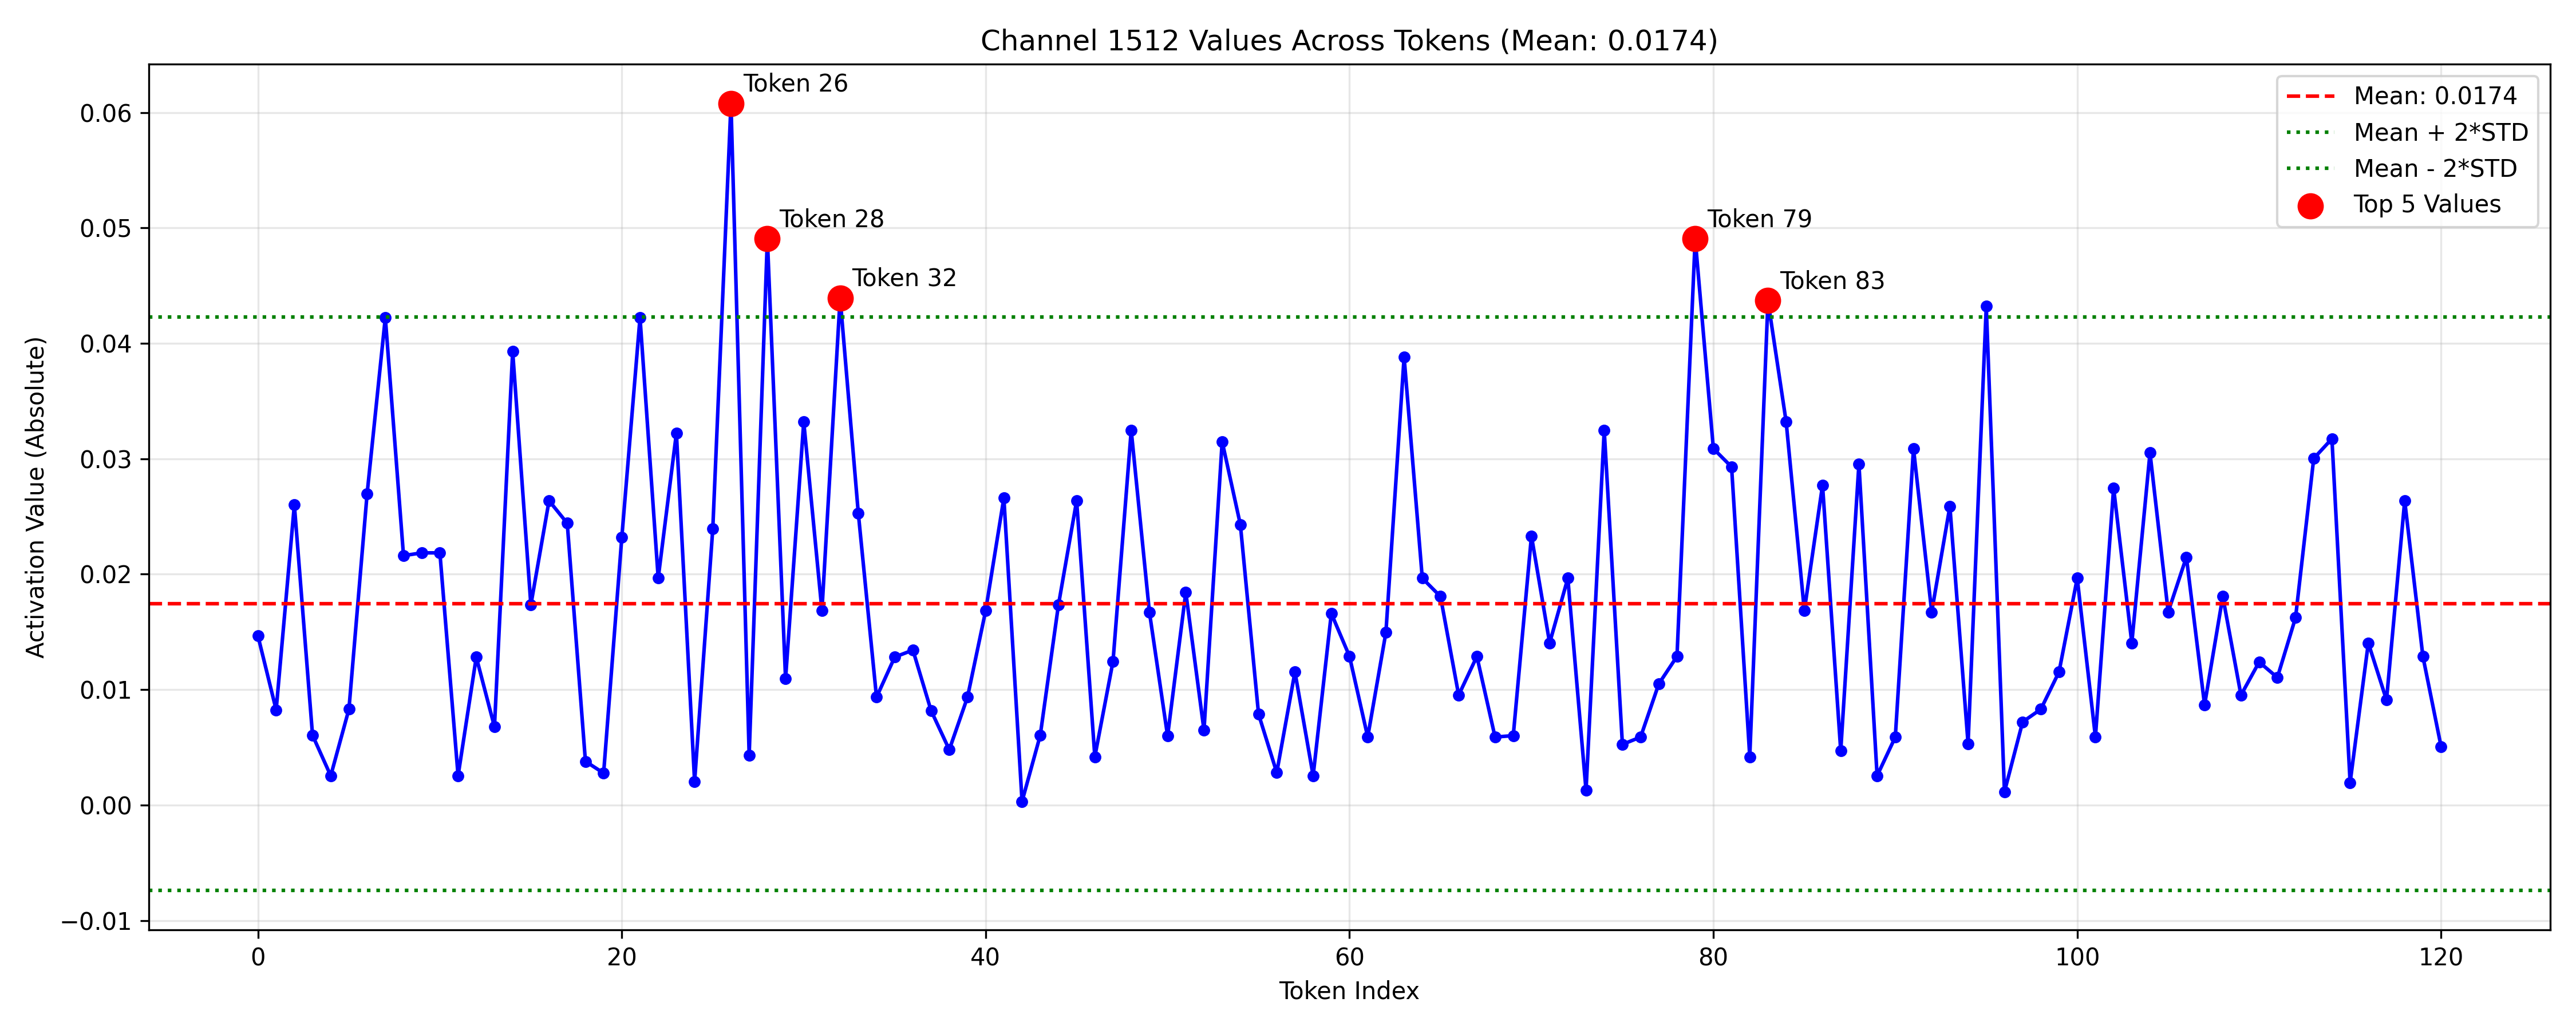 Channel 1512 Values Across Tokens (Mean: 0.0174)
Token 26
Token 28
Token 32
Token 79
Token 83
Mean: 0.0174
Mean + 2*STD
Mean - 2*STD
Top 5 Values
Activation Value (Absolute)
0.06
0.05
0.04
0.03
0.02
0.01
0.00
−0.01
0 20 40 60 80 100 120
Token Index